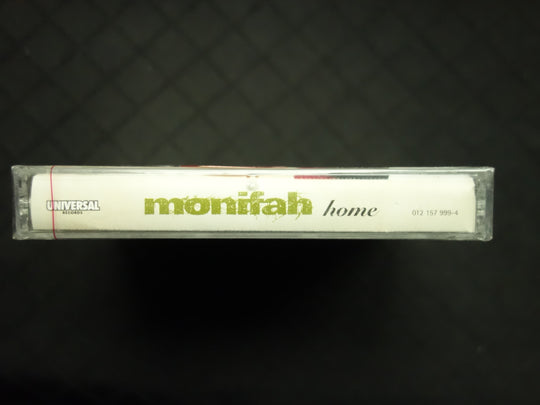 UNIVERSAL
RECORDS
monifah home
012 157 999-4